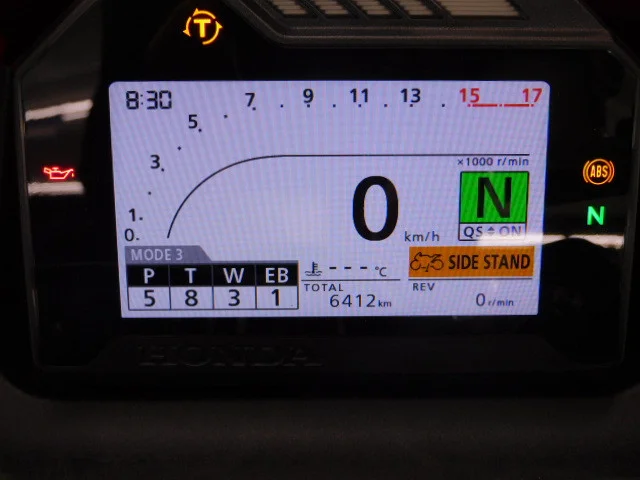 T
8:30
7 9 11 13 15 17
5
3
1
0
×1000 r/min
ABS
N
N
0 km/h
QS ON
MODE 3
P T W EB
5 8 3 1
--- °C
SIDE STAND
TOTAL
6412 km
REV
0 r/min
HONDA